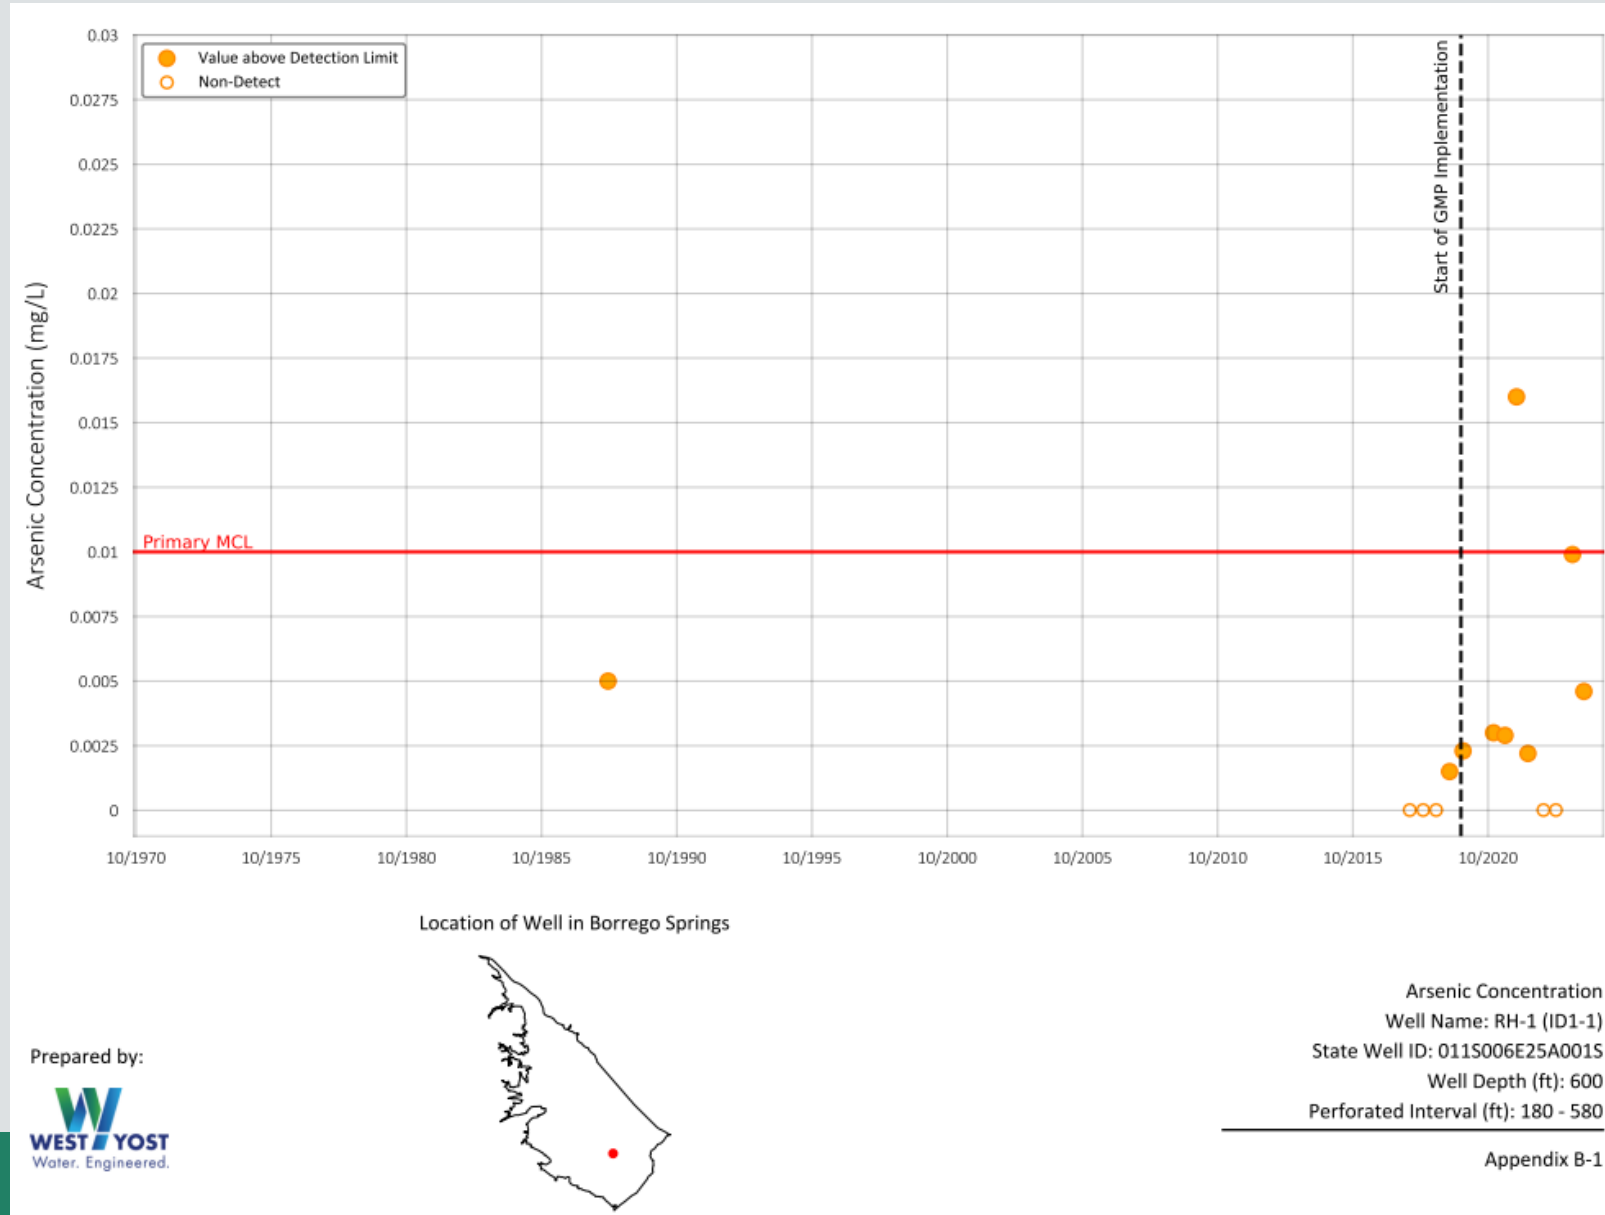 Value above Detection Limit
Non-Detect
Start of GMP Implementation
Primary MCL
Arsenic Concentration (mg/L)
0.03
0.0275
0.025
0.0225
0.02
0.0175
0.015
0.0125
0.01
0.0075
0.005
0.0025
0
10/1970 10/1975 10/1980 10/1985 10/1990 10/1995 10/2000 10/2005 10/2010 10/2015 10/2020
Location of Well in Borrego Springs
Prepared by:
WEST YOST
Water. Engineered.
Arsenic Concentration
Well Name: RH-1 (ID1-1)
State Well ID: 011S006E25A001S
Well Depth (ft): 600
Perforated Interval (ft): 180 - 580
Appendix B-1